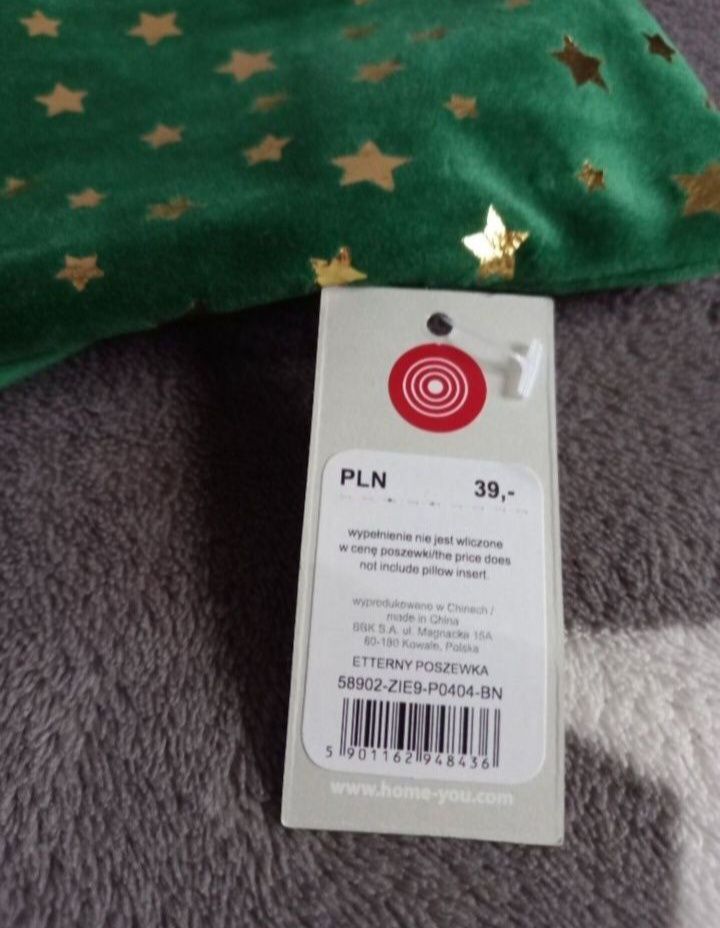 PLN 39,-
wypełnienie nie jest wliczone
w cenę poszewki/the price does
not include pillow insert.
wyprodukowano w Chinach /
made in China
BBK S.A. ul. Magnacka 15A
80-180 Kowale, Polska
ETTERNY POSZEWKA
58902-ZIE9-P0404-BN
5 901162 948436
www.home-you.com